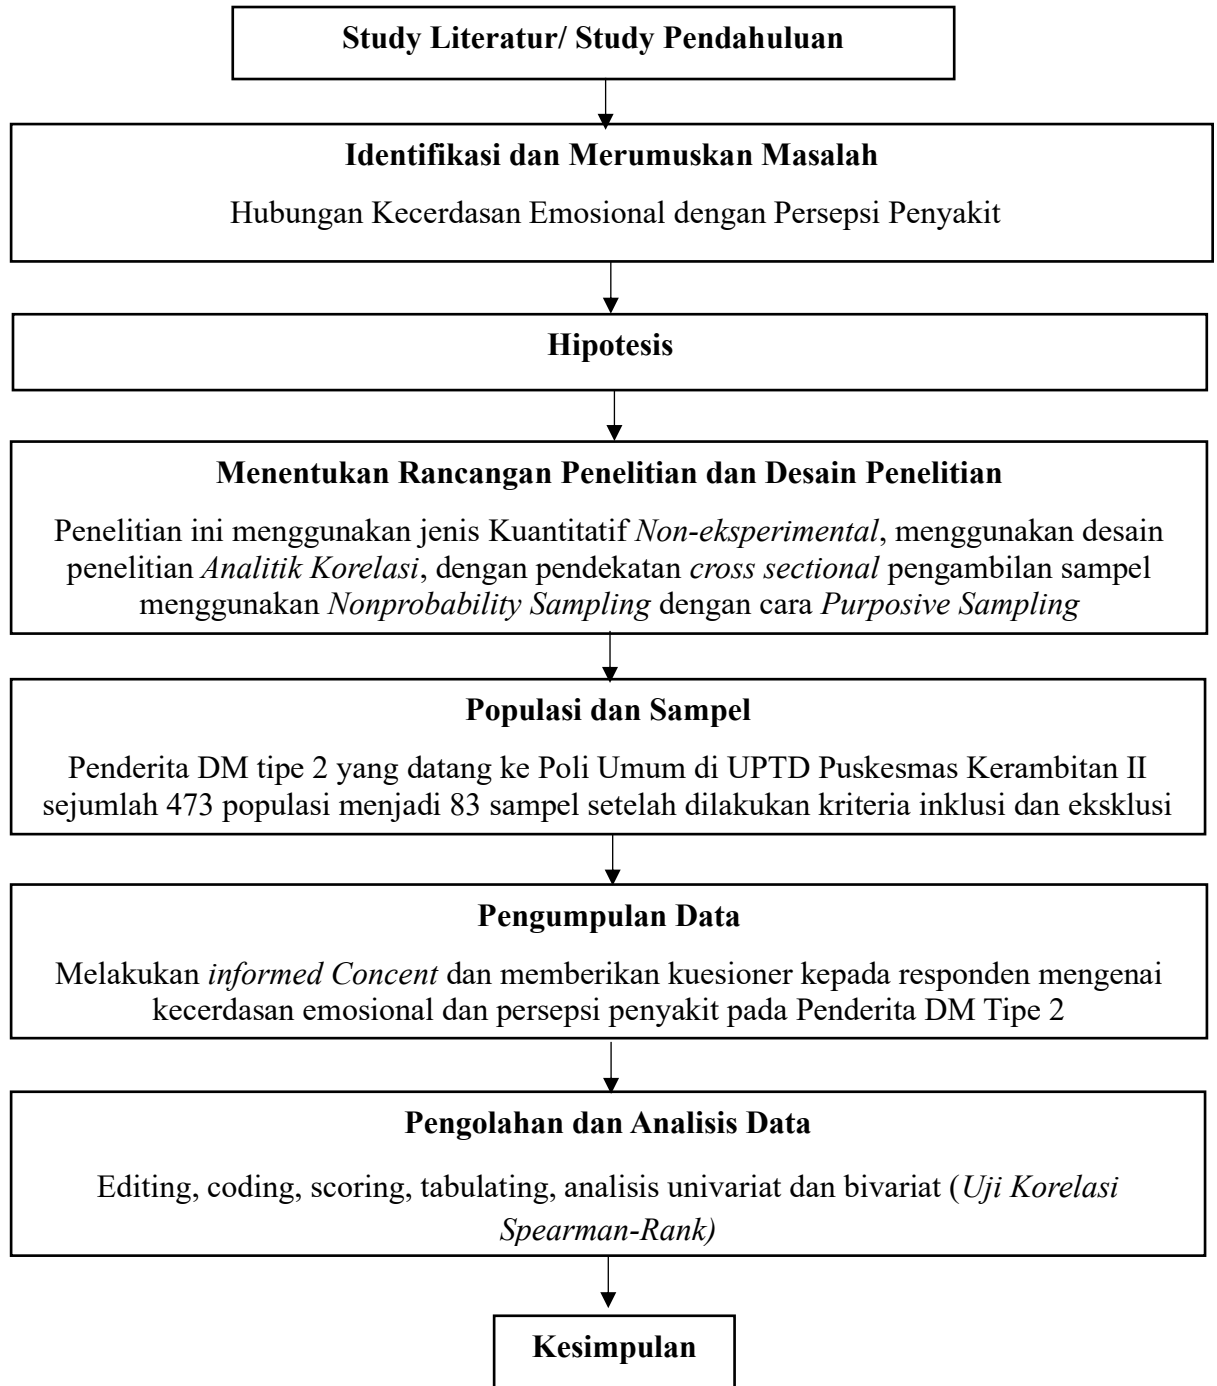 Study Literatur/ Study Pendahuluan
Identifikasi dan Merumuskan Masalah
Hubungan Kecerdasan Emosional dengan Persepsi Penyakit
Hipotesis
Menentukan Rancangan Penelitian dan Desain Penelitian
Penelitian ini menggunakan jenis Kuantitatif Non-eksperimental, menggunakan desain
penelitian Analitik Korelasi, dengan pendekatan cross sectional pengambilan sampel
menggunakan Nonprobability Sampling dengan cara Purposive Sampling
Populasi dan Sampel
Penderita DM tipe 2 yang datang ke Poli Umum di UPTD Puskesmas Kerambitan II
sejumlah 473 populasi menjadi 83 sampel setelah dilakukan kriteria inklusi dan eksklusi
Pengumpulan Data
Melakukan informed Concent dan memberikan kuesioner kepada responden mengenai
kecerdasan emosional dan persepsi penyakit pada Penderita DM Tipe 2
Pengolahan dan Analisis Data
Editing, coding, scoring, tabulating, analisis univariat dan bivariat (Uji Korelasi
Spearman-Rank)
Kesimpulan